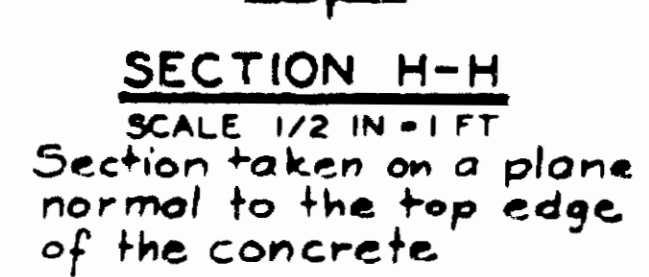 SECTION H-H
SCALE 1/2 IN = 1 FT
Section taken on a plane
normal to the top edge
of the concrete